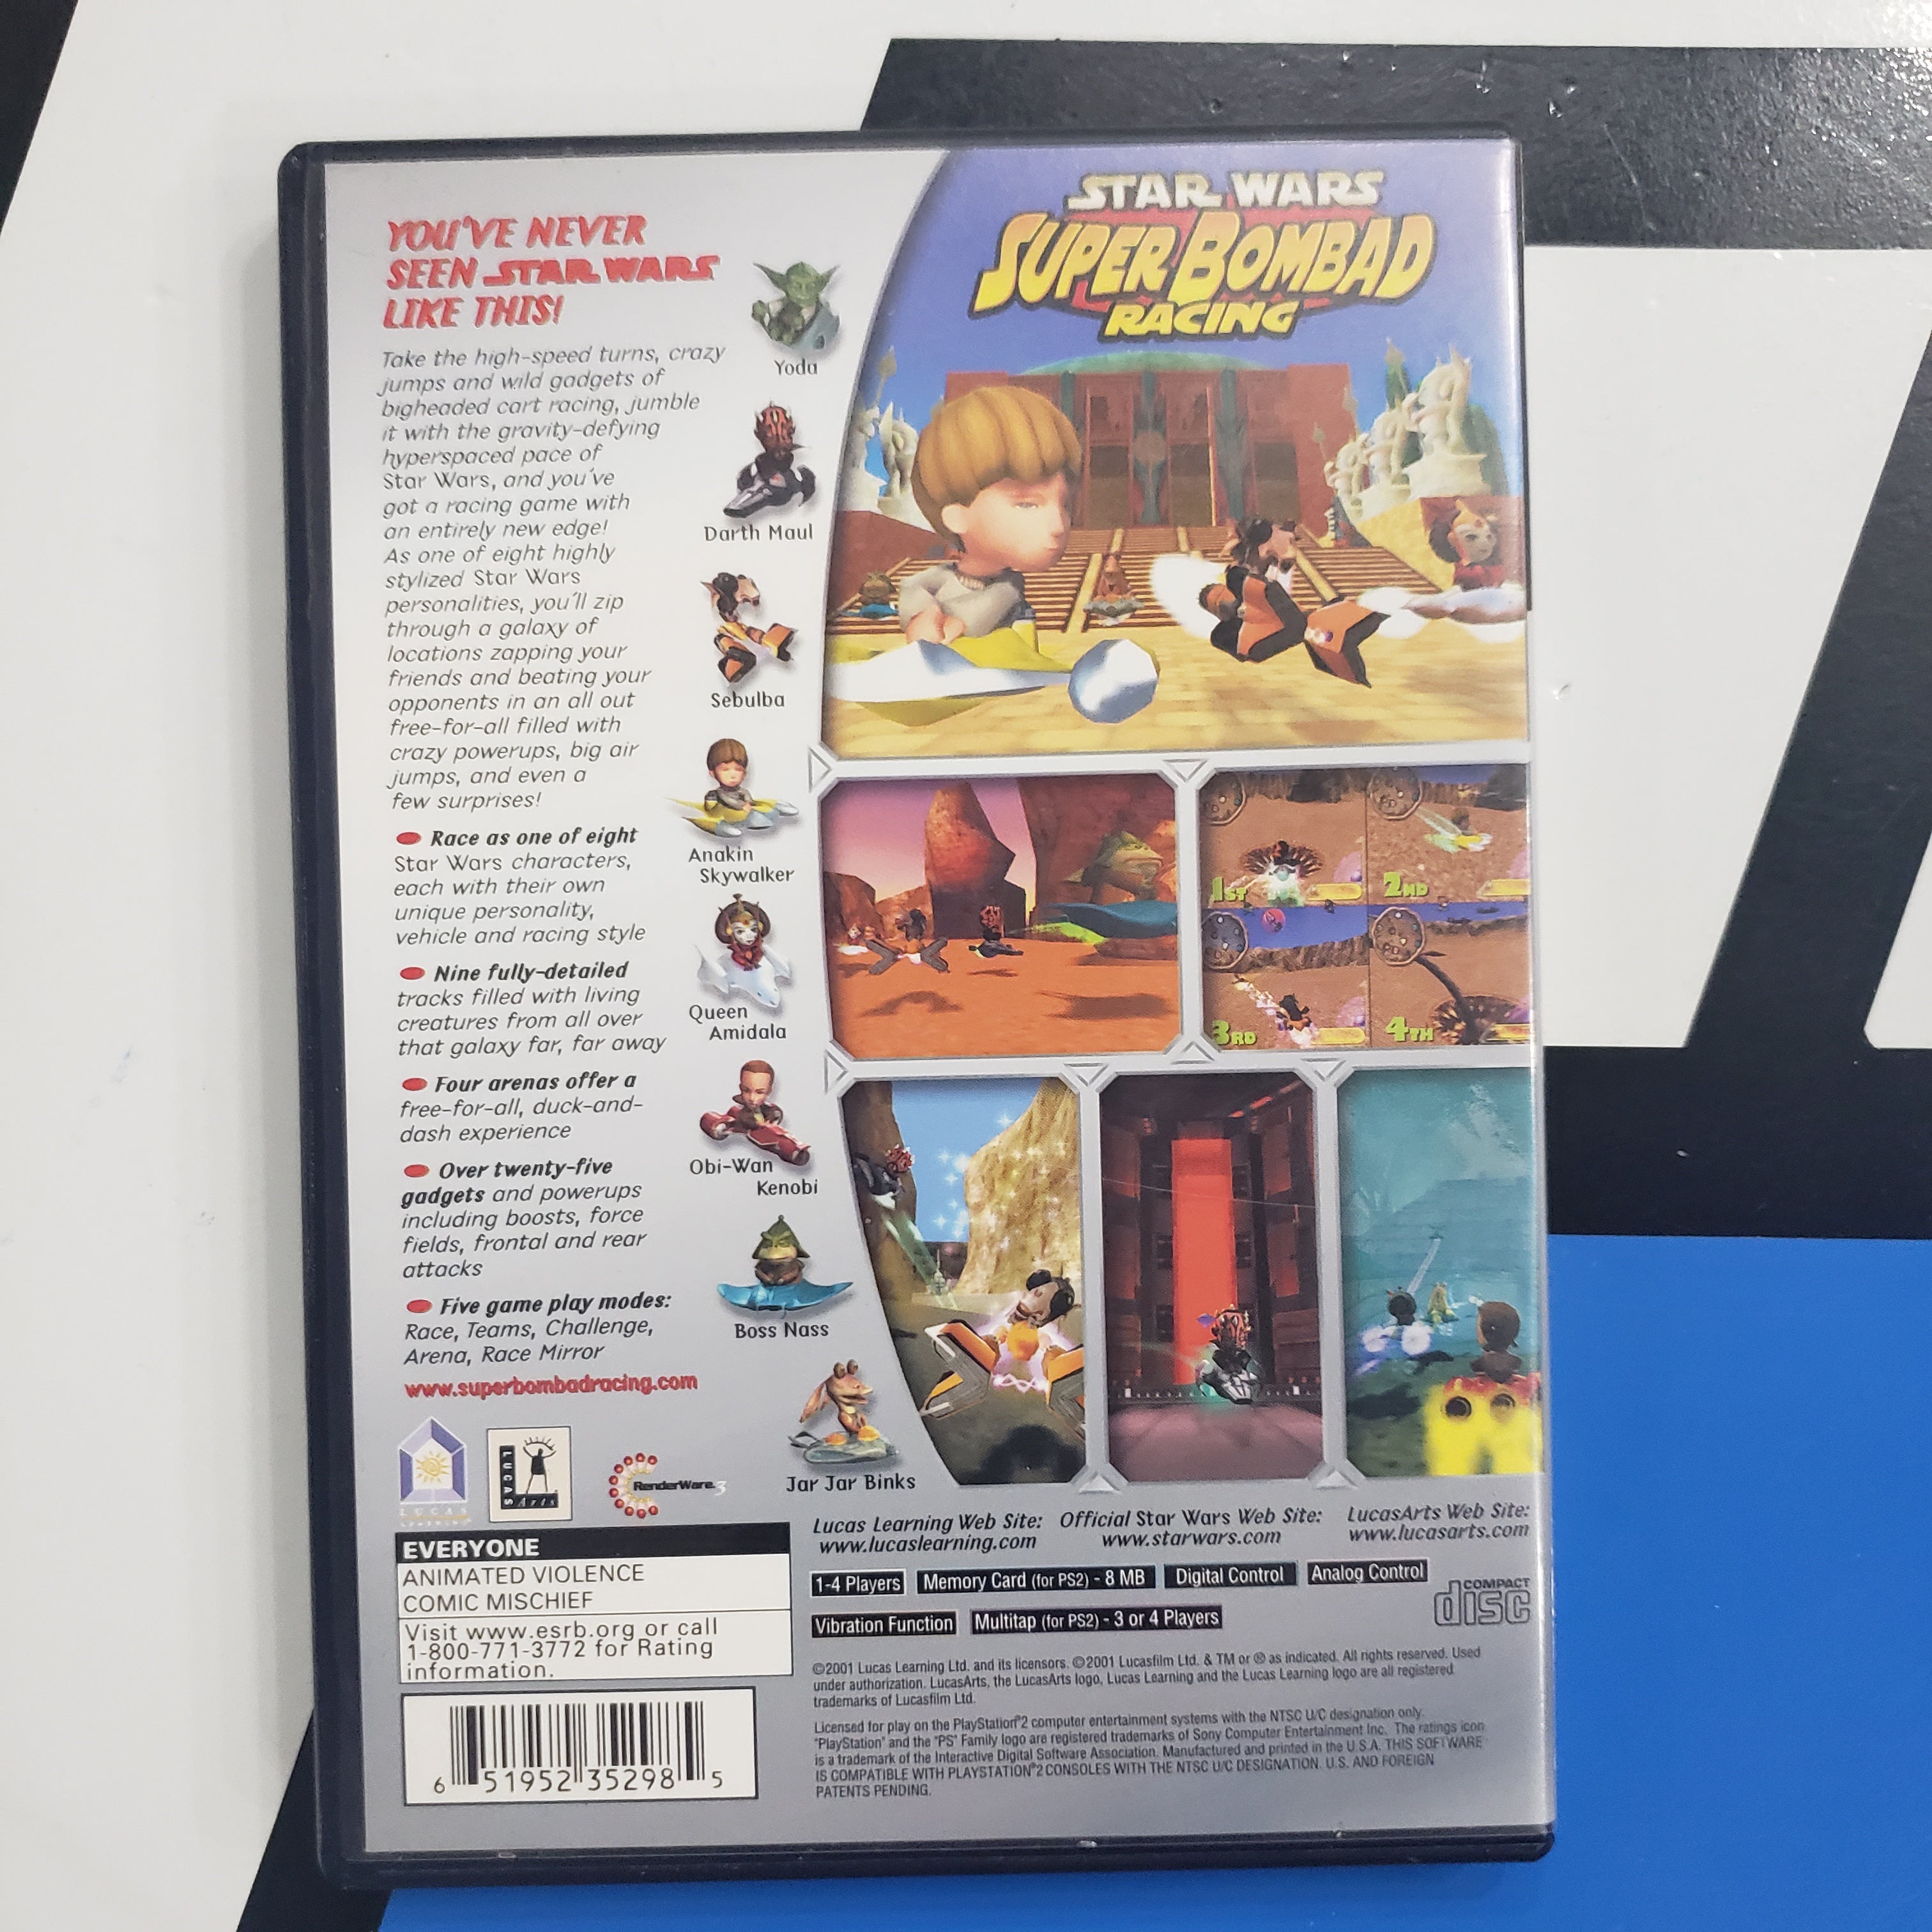 YOU'VE NEVER
SEEN STAR WARS
LIKE THIS!
Take the high-speed turns, crazy
jumps and wild gadgets of
bigheaded cart racing, jumble
it with the gravity-defying
hyperspaced pace of
Star Wars, and you've
got a racing game with
an entirely new edge!
As one of eight highly
stylized Star Wars
personalities, you'll zip
through a galaxy of
locations zapping your
friends and beating your
opponents in an all out
free-for-all filled with
crazy powerups, big air
jumps, and even a
few surprises!
Race as one of eight
Star Wars characters,
each with their own
unique personality,
vehicle and racing style
Nine fully-detailed
tracks filled with living
creatures from all over
that galaxy far, far away
Four arenas offer a
free-for-all, duck-and-
dash experience
Over twenty-five
gadgets and powerups
including boosts, force
fields, frontal and rear
attacks
Five game play modes:
Race, Teams, Challenge,
Arena, Race Mirror
www.superbombadracing.com
Yoda
Darth Maul
Sebulba
Anakin
Skywalker
Queen
Amidala
Obi-Wan
Kenobi
Boss Nass
Jar Jar Binks
STAR WARS
SUPER BOMBAD
RACING
1ST
2ND
3RD
4TH
LUCAS
LEARNING
LUCAS
Arts
RenderWare3
EVERYONE
ANIMATED VIOLENCE
COMIC MISCHIEF
Visit www.esrb.org or call
1-800-771-3772 for Rating
information.
6 51952 35298 5
Lucas Learning Web Site:
www.lucaslearning.com
Official Star Wars Web Site:
www.starwars.com
LucasArts Web Site:
www.lucasarts.com
1-4 Players
Memory Card (for PS2) - 8 MB
Digital Control
Analog Control
Vibration Function
Multitap (for PS2) - 3 or 4 Players
COMPACT
disc
©2001 Lucas Learning Ltd. and its licensors. ©2001 Lucasfilm Ltd. & TM or ® as indicated. All rights reserved. Used
under authorization. LucasArts, the LucasArts logo, Lucas Learning and the Lucas Learning logo are all registered
trademarks of Lucasfilm Ltd.
Licensed for play on the PlayStation®2 computer entertainment systems with the NTSC U/C designation only.
"PlayStation" and the "PS" Family logo are registered trademarks of Sony Computer Entertainment Inc. The ratings icon
is a trademark of the Interactive Digital Software Association. Manufactured and printed in the U.S.A. THIS SOFTWARE
IS COMPATIBLE WITH PLAYSTATION®2 CONSOLES WITH THE NTSC U/C DESIGNATION. U.S. AND FOREIGN
PATENTS PENDING.